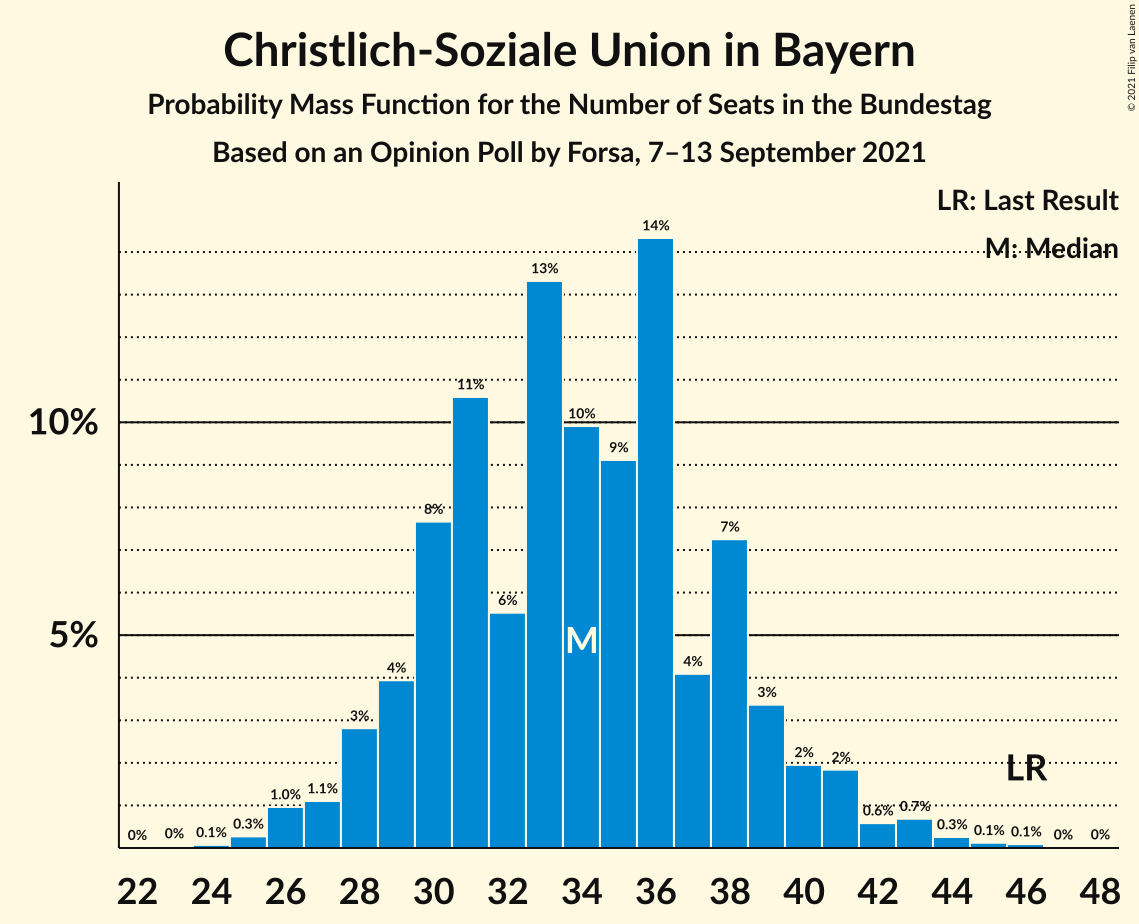 Christlich-Soziale Union in Bayern
Probability Mass Function for the Number of Seats in the Bundestag
Based on an Opinion Poll by Forsa, 7–13 September 2021
© 2021 Filip van Laenen
LR: Last Result
M: Median
10%
5%
0% 0% 0.1% 0.3% 1.0% 1.1% 3% 4% 8% 11% 6% 13% 10% 9% 14% 4% 7% 3% 2% 2% 0.6% 0.7% 0.3% 0.1% 0.1% 0% 0%
M
LR
22 24 26 28 30 32 34 36 38 40 42 44 46 48